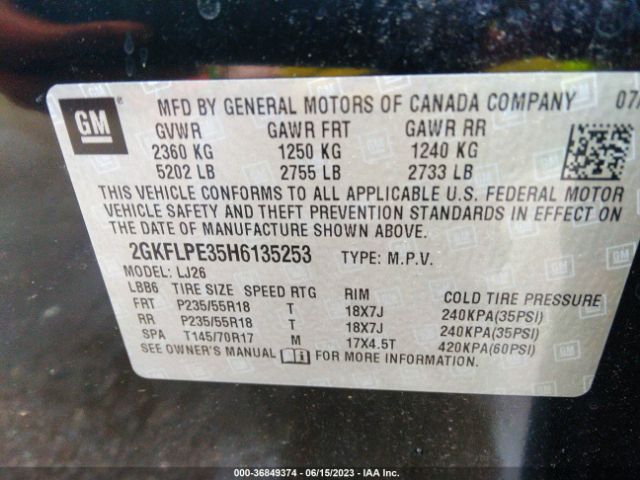 GM ®
MFD BY GENERAL MOTORS OF CANADA COMPANY 07
GVWR GAWR FRT GAWR RR
2360 KG 1250 KG 1240 KG
5202 LB 2755 LB 2733 LB
THIS VEHICLE CONFORMS TO ALL APPLICABLE U.S. FEDERAL MOTOR
VEHICLE SAFETY AND THEFT PREVENTION STANDARDS IN EFFECT ON
THE DATE OF MANUFACTURE SHOWN ABOVE.
2GKFLPE35H6135253 TYPE: M.P.V.
MODEL: LJ26
LBB6 TIRE SIZE SPEED RTG RIM COLD TIRE PRESSURE
FRT P235/55R18 T 18X7J 240KPA(35PSI)
RR P235/55R18 T 18X7J 240KPA(35PSI)
SPA T145/70R17 M 17X4.5T 420KPA(60PSI)
SEE OWNER'S MANUAL FOR MORE INFORMATION.
000-36849374 - 06/15/2023 - IAA Inc.